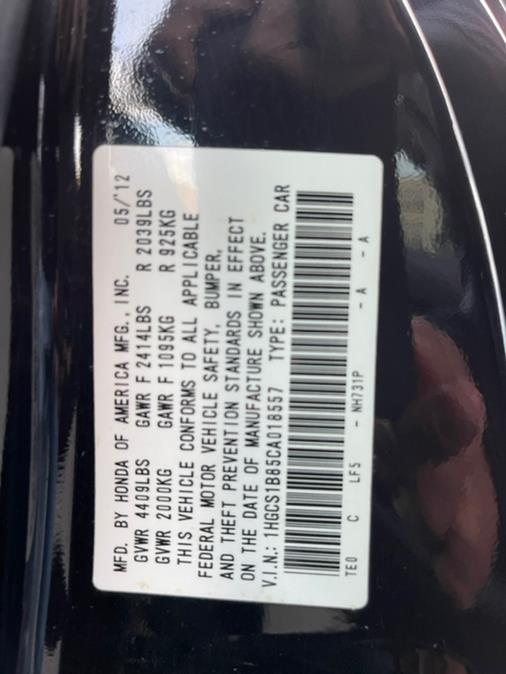 MFD. BY HONDA OF AMERICA MFG., INC. 05/'12
GVWR 4409LBS GAWR F 2414LBS R 2039LBS
GVWR 2000KG GAWR F 1095KG R 925KG
THIS VEHICLE CONFORMS TO ALL APPLICABLE
FEDERAL MOTOR VEHICLE SAFETY, BUMPER,
AND THEFT PREVENTION STANDARDS IN EFFECT
ON THE DATE OF MANUFACTURE SHOWN ABOVE.
V.I.N.: 1HGCS1B85CA018557 TYPE: PASSENGER CAR
TE0 C LF5 - NH731P - A - A